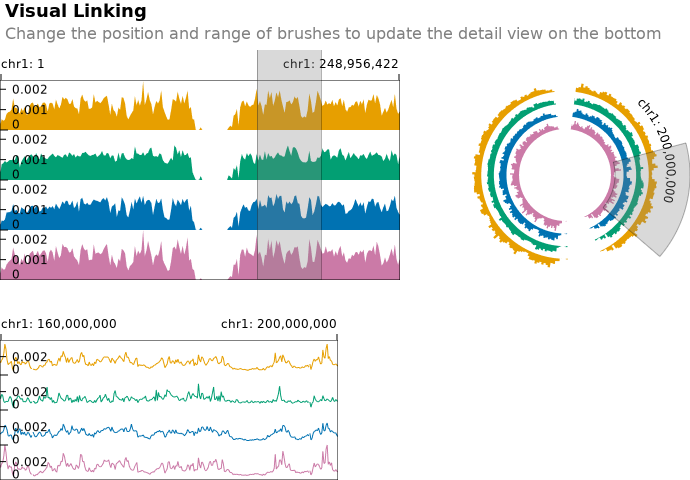 Visual Linking
Change the position and range of brushes to update the detail view on the bottom
chr1: 1
chr1: 248,956,422
0.002
0.001
0
0.002
0.001
0
0.002
0.001
0
0.002
0.001
0
chr1: 200,000,000
chr1: 160,000,000
chr1: 200,000,000
0.002
0
0.002
0
0.002
0
0.002
0